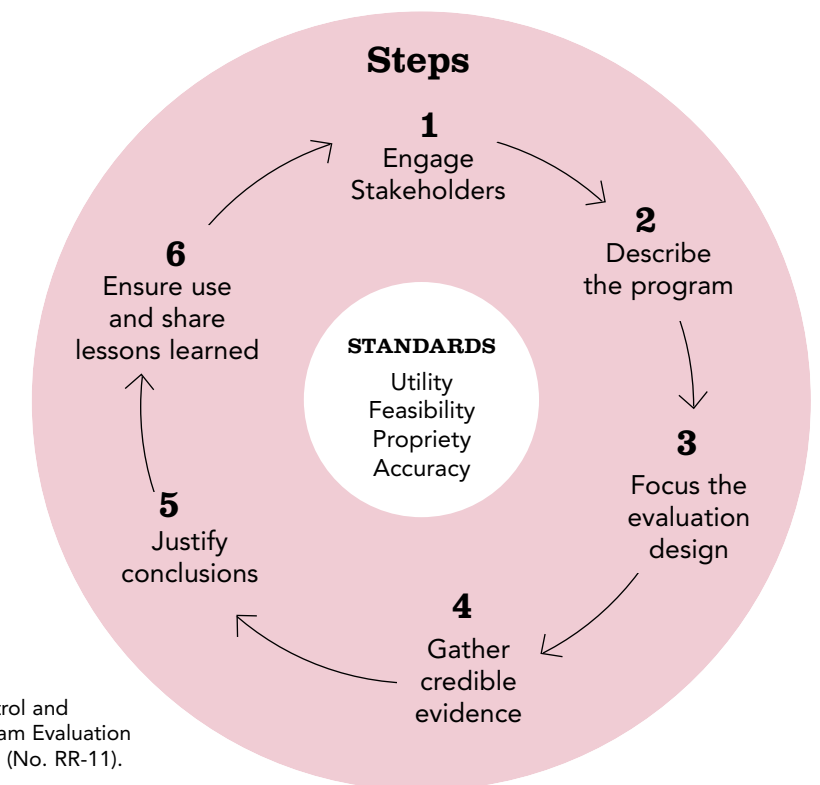 Steps
1
Engage
Stakeholders
2
Describe
the program
3
Focus the
evaluation
design
4
Gather
credible
evidence
5
Justify
conclusions
6
Ensure use
and share
lessons learned
STANDARDS
Utility
Feasibility
Propriety
Accuracy
trol and
am Evaluation
(No. RR-11).